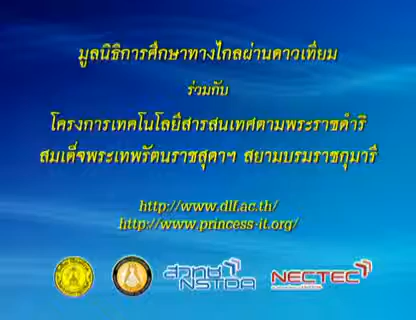 มูลนิธิการศึกษาทางไกลผ่านดาวเทียม
ร่วมกับ
โครงการเทคโนโลยีสารสนเทศตามพระราชดำริ
สมเด็จพระเทพรัตนราชสุดาฯ สยามบรมราชกุมารี
http://www.dlf.ac.th/
http://www.princess-it.org/
สวทช
NSTDA
NECTEC